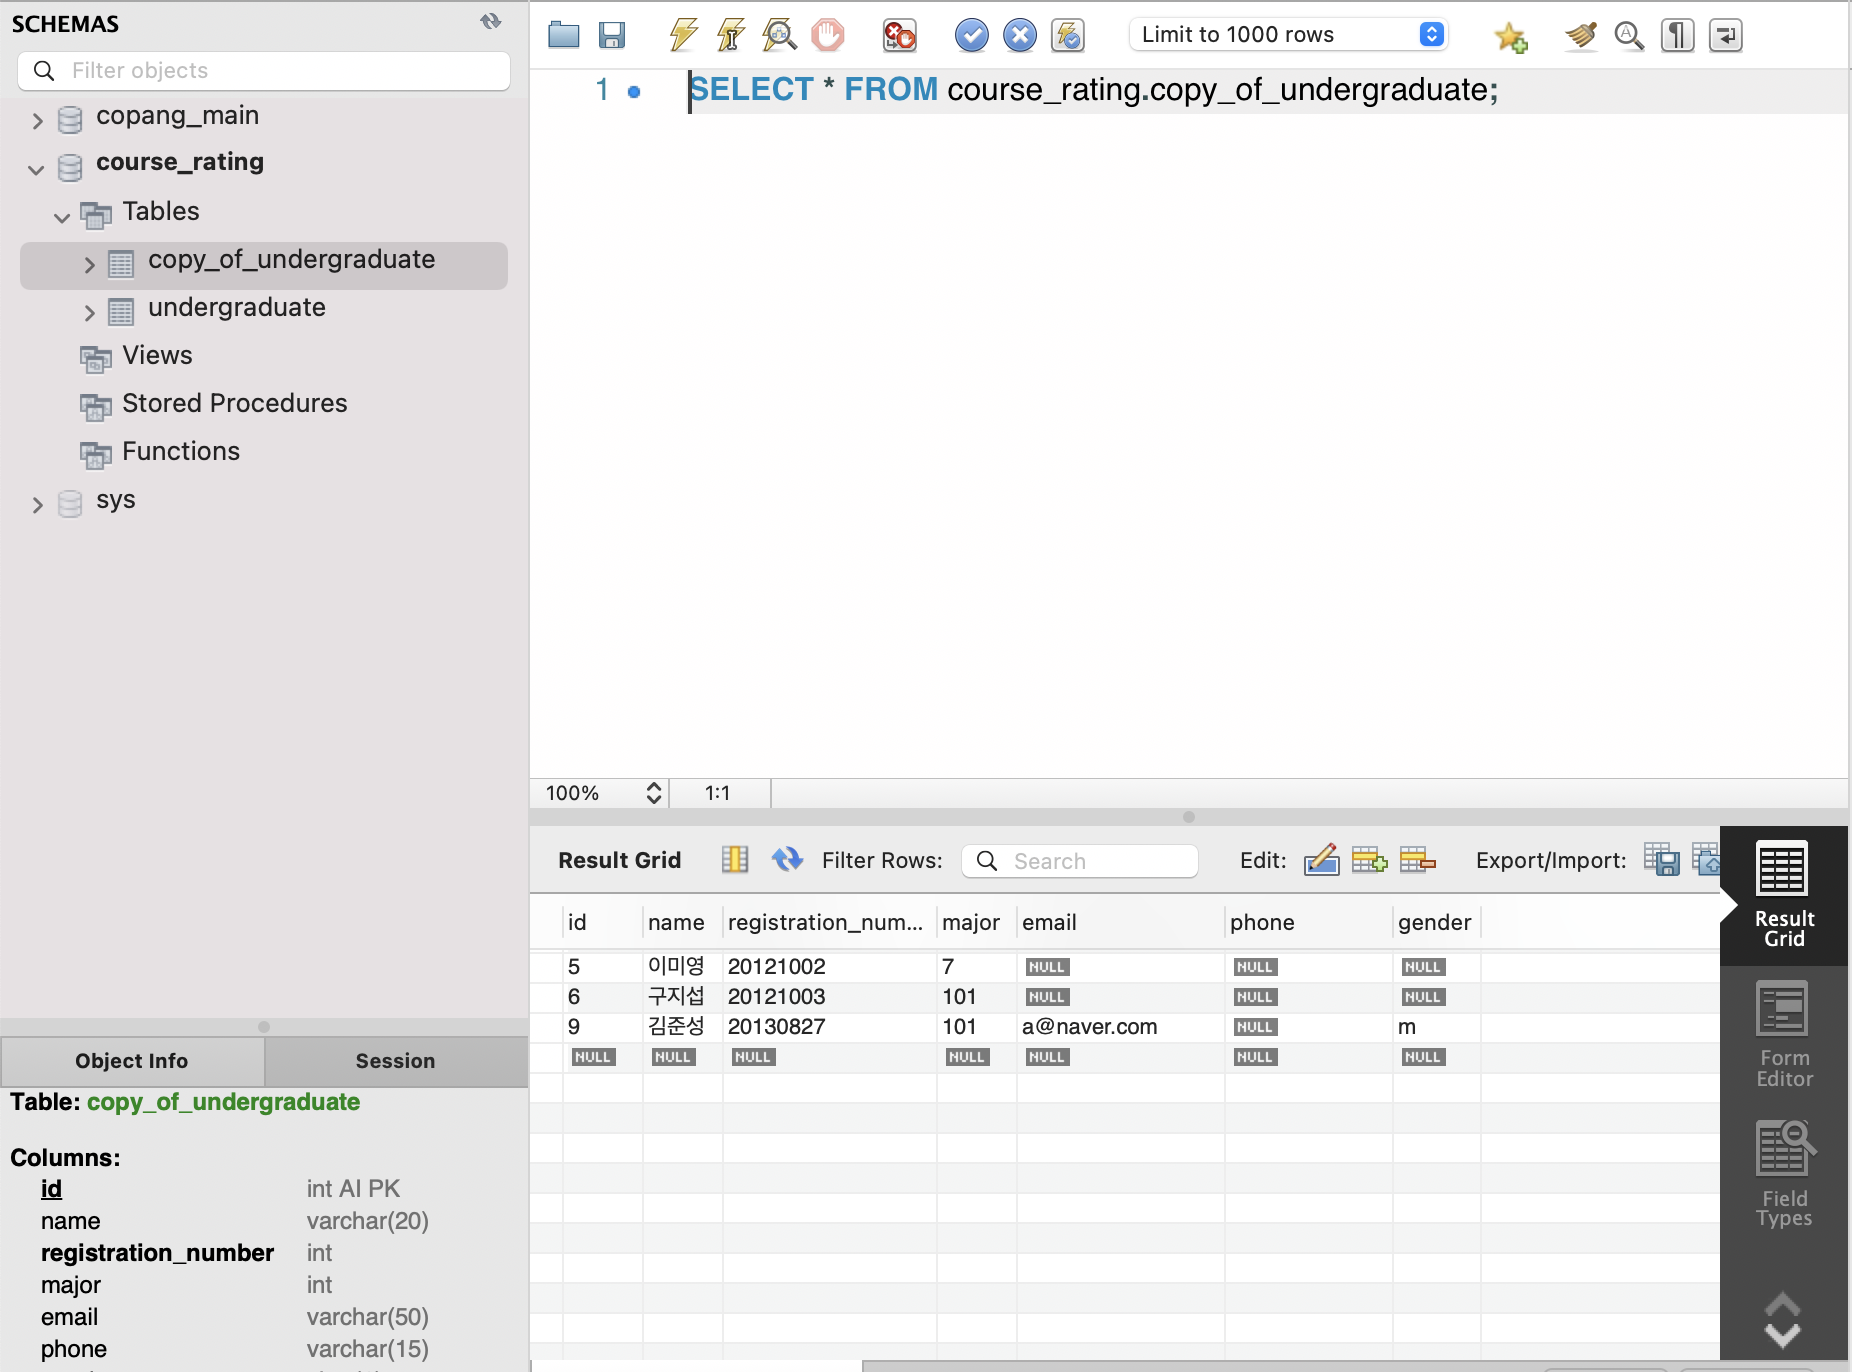 SCHEMAS
Filter objects
copang_main
course_rating
Tables
copy_of_undergraduate
undergraduate
Views
Stored Procedures
Functions
sys
Object Info Session
Table: copy_of_undergraduate
Columns:
id int AI PK
name varchar(20)
registration_number int
major int
email varchar(50)
phone varchar(15)
Limit to 1000 rows
1 SELECT * FROM course_rating.copy_of_undergraduate;
100% 1:1
Result Grid Filter Rows: Search Edit: Export/Import:
id name registration_num... major email phone gender
5 이미영 20121002 7 NULL NULL NULL
6 구지섭 20121003 101 NULL NULL NULL
9 김준성 20130827 101 a@naver.com NULL m
NULL NULL NULL NULL NULL NULL NULL
Result
Grid
Form
Editor
Field
Types